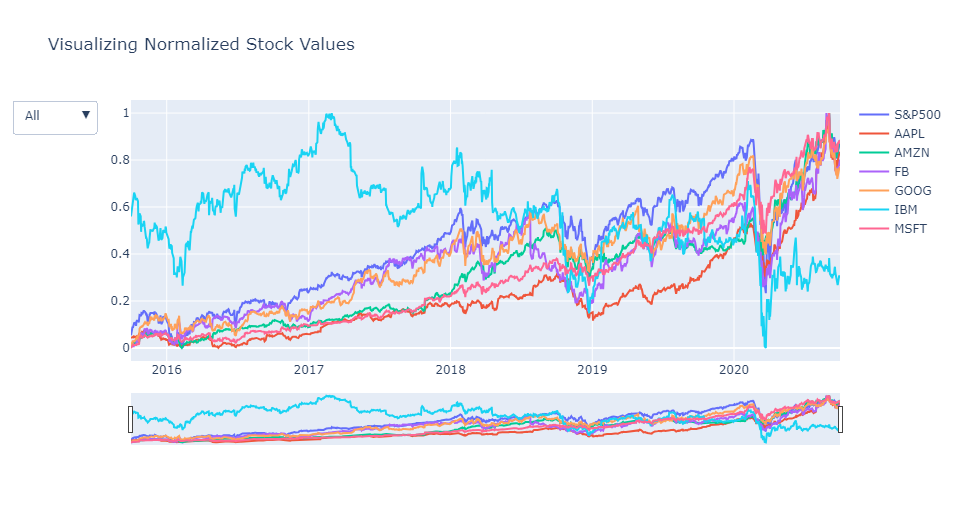 Visualizing Normalized Stock Values
All ▼
1
0.8
0.6
0.4
0.2
0
2016 2017 2018 2019 2020
S&P500
AAPL
AMZN
FB
GOOG
IBM
MSFT